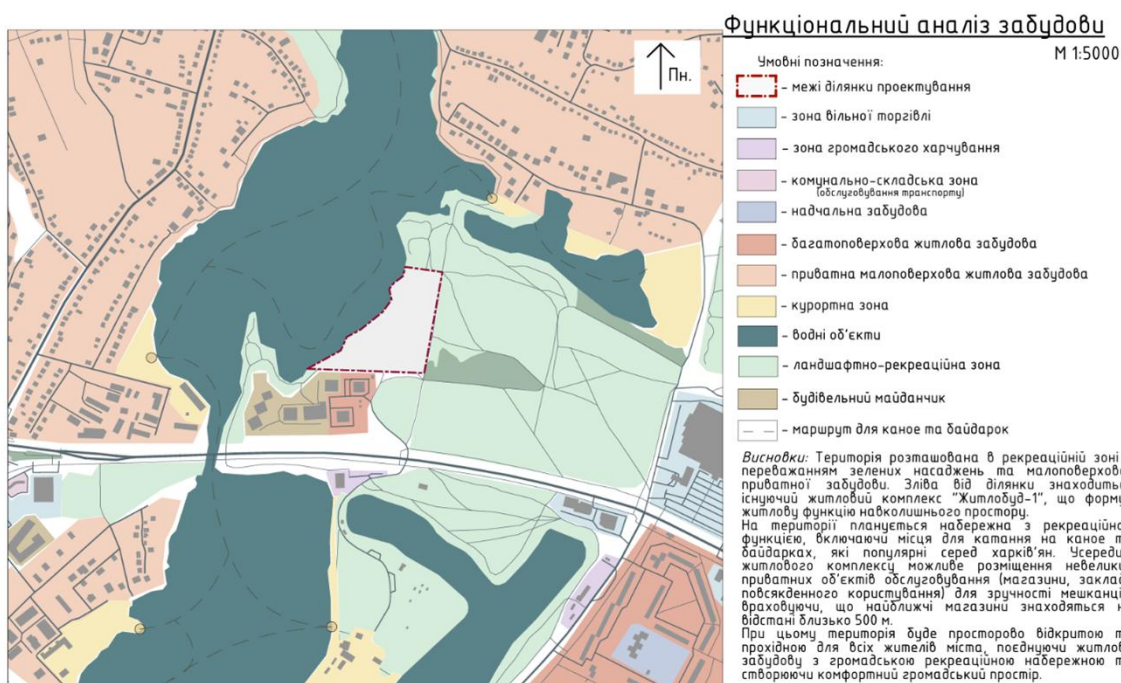 Функціональний аналіз забудови
М 1:5000
Пн.
Умовні позначення:
– межі ділянки проектування
– зона вільної торгівлі
– зона громадського харчування
– комунально-складська зона
(обслуговування транспорту)
– надчальна забудова
– багатоповерхова житлова забудова
– приватна малоповерхова житлова забудова
– курортна зона
– водні об'єкти
– ландшафтно-рекреаційна зона
– будівельний майданчик
– маршрут для каное та байдарок
Висновки: Територія розташована в рекреаційній зоні
переважанням зелених насаджень та малоповерхово
приватної забудови. Зліва від ділянки знаходить
існуючий житловий комплекс "Житлобуд-1", що форму
житлову функцію навколишнього простору.
На території планується набережна з рекреаційно
функцією, включаючи місця для катання на каное т
байдарках, які популярні серед харків'ян. Усереди
житлового комплексу можливе розміщення невелики
приватних об'єктів обслуговування (магазини, заклад
повсякденного користування) для зручності мешканці
враховуючи, що найближчі магазини знаходяться н
відстані близько 500 м.
При цьому територія буде просторово відкритою т
прохідною для всіх жителів міста, поєднуючи житлов
забудову з громадською рекреаційною набережною т
створюючи комфортний громадський простір.